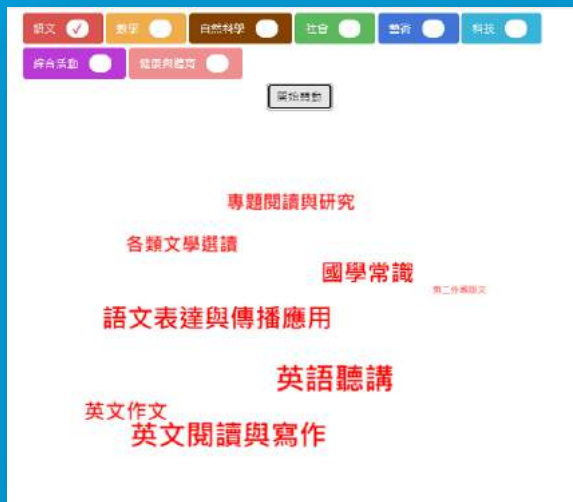 語文 數學 自然科學 社會 藝術 科技
綜合活動 健康與體育
開始轉動
專題閱讀與研究
各類文學選讀
國學常識
第二外國語文
語文表達與傳播應用
英語聽講
英文作文
英文閱讀與寫作